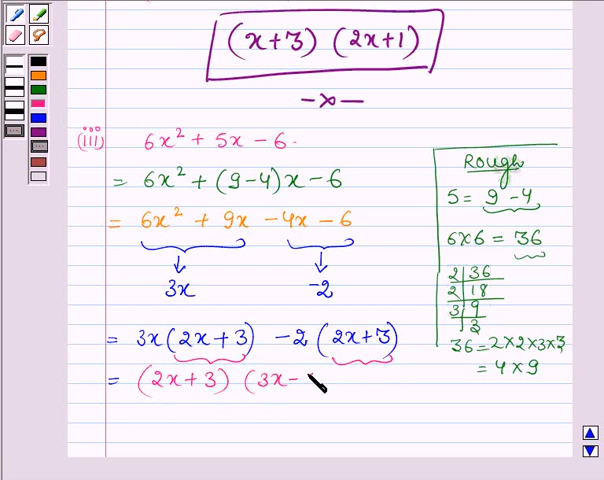 (x+3) (2x+1)
—x—
(iii) 6x² + 5x − 6.
= 6x² + (9−4)x − 6
= 6x² + 9x − 4x − 6
3x −2
= 3x(2x+3) −2(2x+3)
= (2x+3) (3x−
Rough
5 = 9−4
6×6 = 36
2|36
2|18
3|9
3
36 = 2×2×3×3
= 4×9